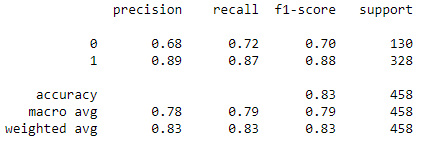 precision recall f1-score support
0 0.68 0.72 0.70 130
1 0.89 0.87 0.88 328
accuracy 0.83 458
macro avg 0.78 0.79 0.79 458
weighted avg 0.83 0.83 0.83 458